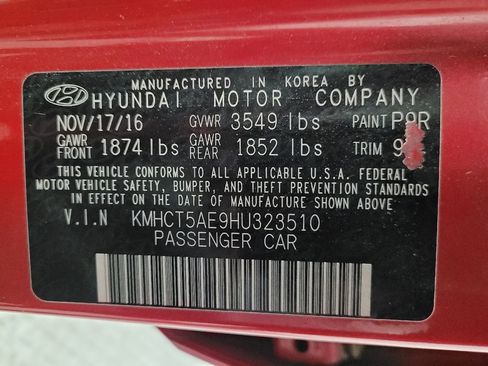 MANUFACTURED IN KOREA BY
HYUNDAI MOTOR COMPANY
NOV/17/16 GVWR 3549 lbs PAINT
GAWR FRONT 1874 lbs GAWR REAR 1852 lbs TRIM
THIS VEHICLE CONFORMS TO ALL APPLICABLE U.S.A. FEDERAL
MOTOR VEHICLE SAFETY, BUMPER, AND THEFT PREVENTION STANDARDS
IN EFFECT ON THE DATE OF MANUFACTURE SHOWN ABOVE.
V.I.N KMHCT5AE9HU323510
PASSENGER CAR